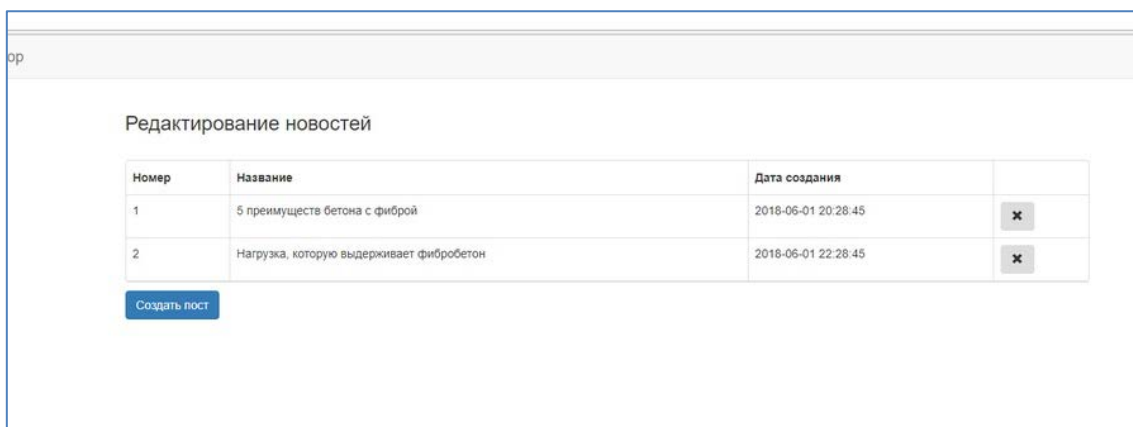 ор
Редактирование новостей
Номер Название Дата создания
1 5 преимуществ бетона с фиброй 2018-06-01 20:28:45
2 Нагрузка, которую выдерживает фибробетон 2018-06-01 22:28:45
Создать пост